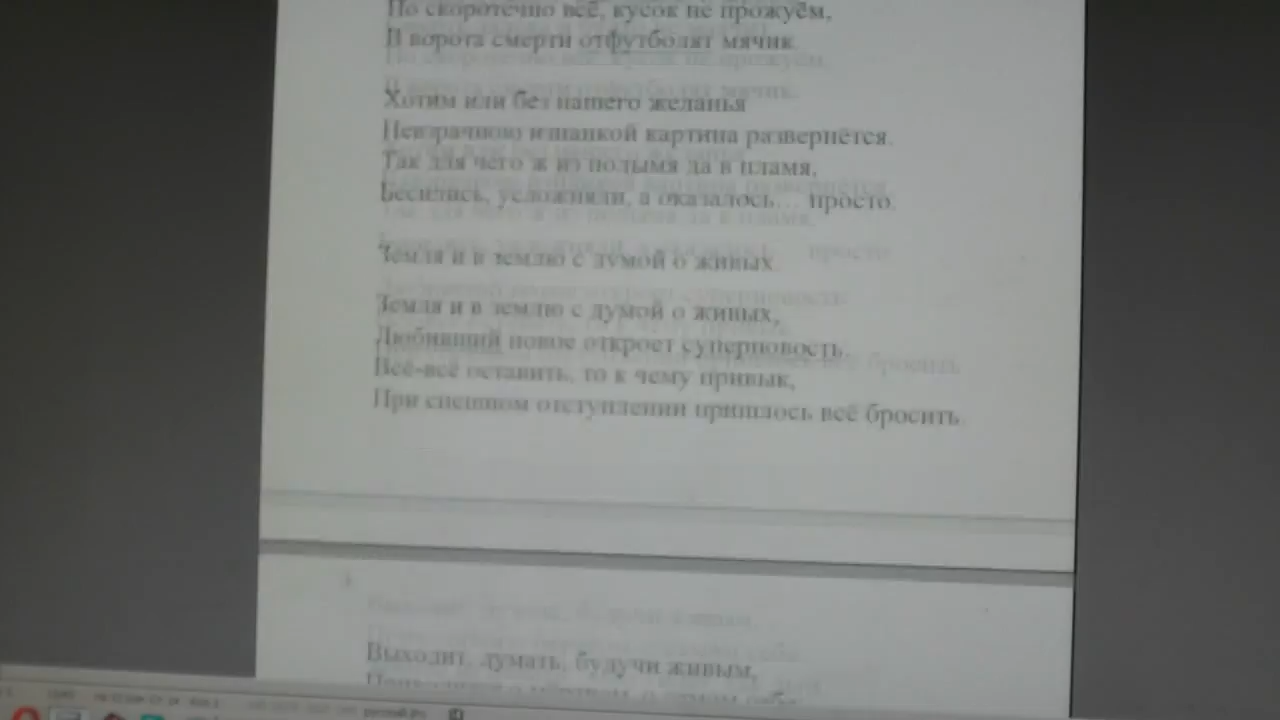 Но скоротечно всё, кусок не прожуём,
В ворота смерти отфутболят мячик.
Хотим или без нашего желанья
Невзрачною изнанкой картина развернётся.
Так для чего ж из полымя да в пламя,
Бесились, усложняли, а оказалось... просто.
Земля и в землю с думой о живых.
Земля и в землю с думой о живых,
Любивший новое откроет суперновость.
Всё-всё оставить, то к чему привык,
При спешном отступлении пришлось всё бросить.
Выходит, думать, будучи живым,